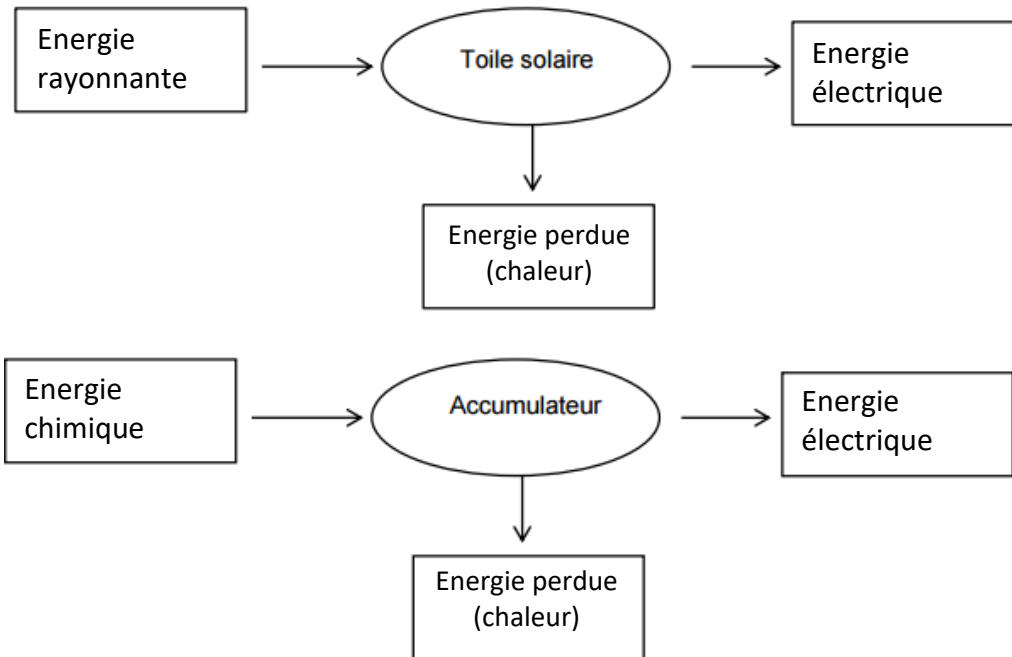 Energie
rayonnante
Toile solaire
Energie
électrique
Energie perdue
(chaleur)
Energie
chimique
Accumulateur
Energie
électrique
Energie perdue
(chaleur)